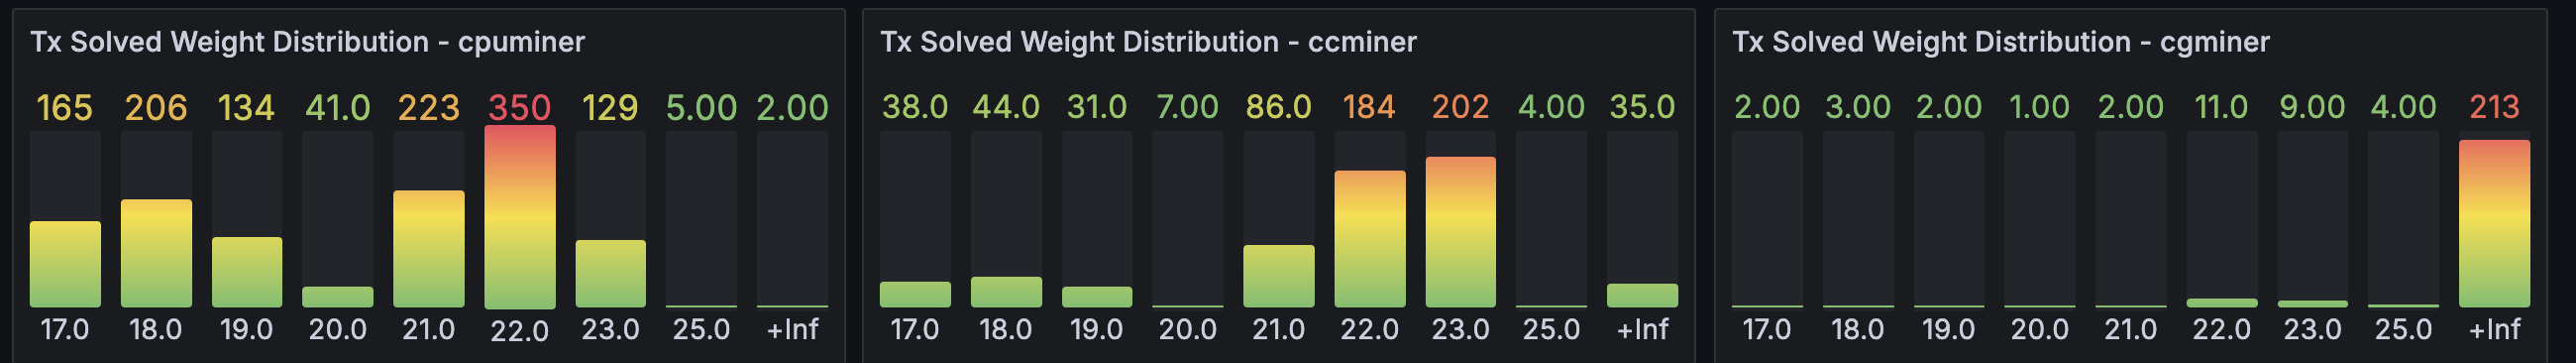 Tx Solved Weight Distribution - cpuminer
165 206 134 41.0 223 350 129 5.00 2.00
17.0 18.0 19.0 20.0 21.0 22.0 23.0 25.0 +Inf
Tx Solved Weight Distribution - ccminer
38.0 44.0 31.0 7.00 86.0 184 202 4.00 35.0
17.0 18.0 19.0 20.0 21.0 22.0 23.0 25.0 +Inf
Tx Solved Weight Distribution - cgminer
2.00 3.00 2.00 1.00 2.00 11.0 9.00 4.00 213
17.0 18.0 19.0 20.0 21.0 22.0 23.0 25.0 +Inf